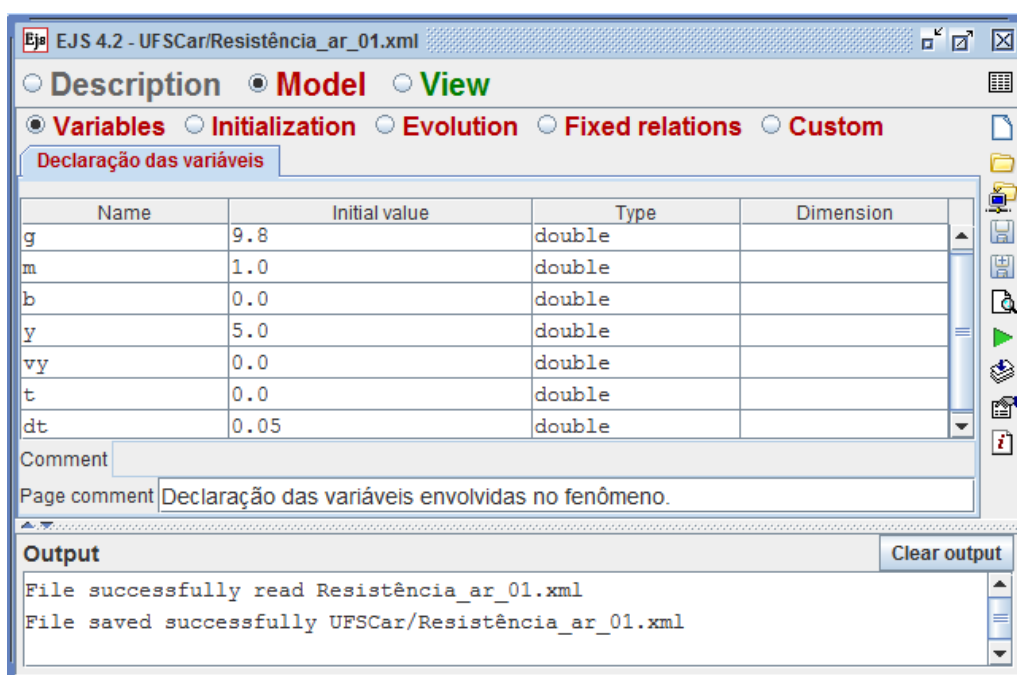 Ejs EJS 4.2 - UFSCar/Resistência_ar_01.xml
Description Model View
Variables Initialization Evolution Fixed relations Custom
Declaração das variáveis
Name Initial value Type Dimension
g 9.8 double
m 1.0 double
b 0.0 double
y 5.0 double
vy 0.0 double
t 0.0 double
dt 0.05 double
Comment
Page comment Declaração das variáveis envolvidas no fenômeno.
Output Clear output
File successfully read Resistência_ar_01.xml
File saved successfully UFSCar/Resistência_ar_01.xml